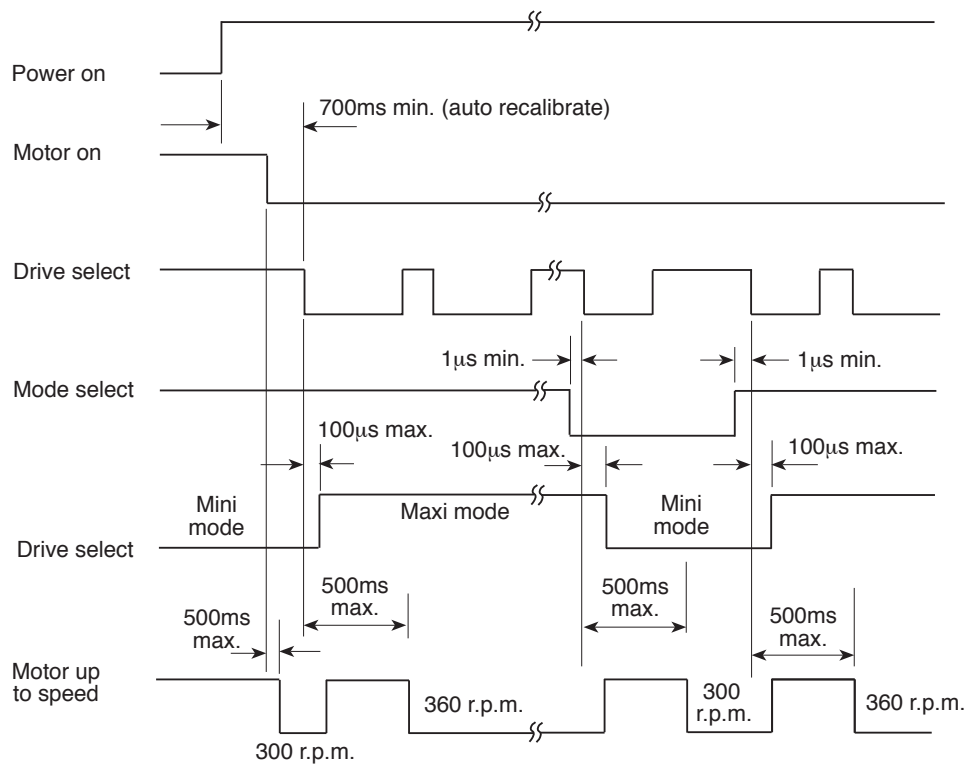 Power on
700ms min. (auto recalibrate)
Motor on
Drive select
1μs min.
1μs min.
Mode select
100μs max.
100μs max.
100μs max.
Mini
mode
Maxi mode
Mini
mode
Drive select
500ms
max.
500ms
max.
500ms
max.
500ms
max.
Motor up
to speed
300 r.p.m.
360 r.p.m.
300
r.p.m.
360 r.p.m.